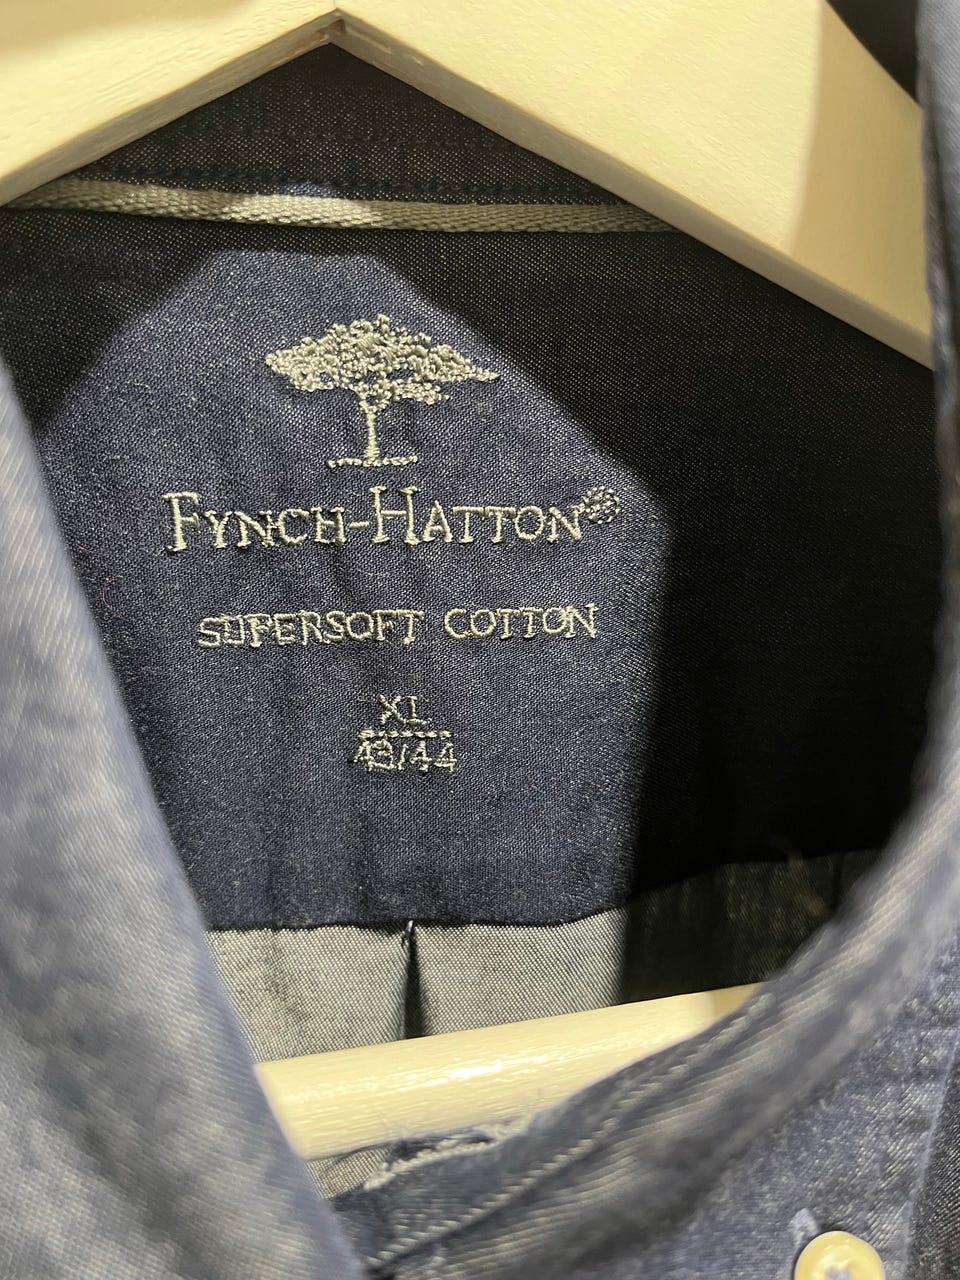 FYNCH-HATTON®
SUPERSOFT COTTON
XL
43/44